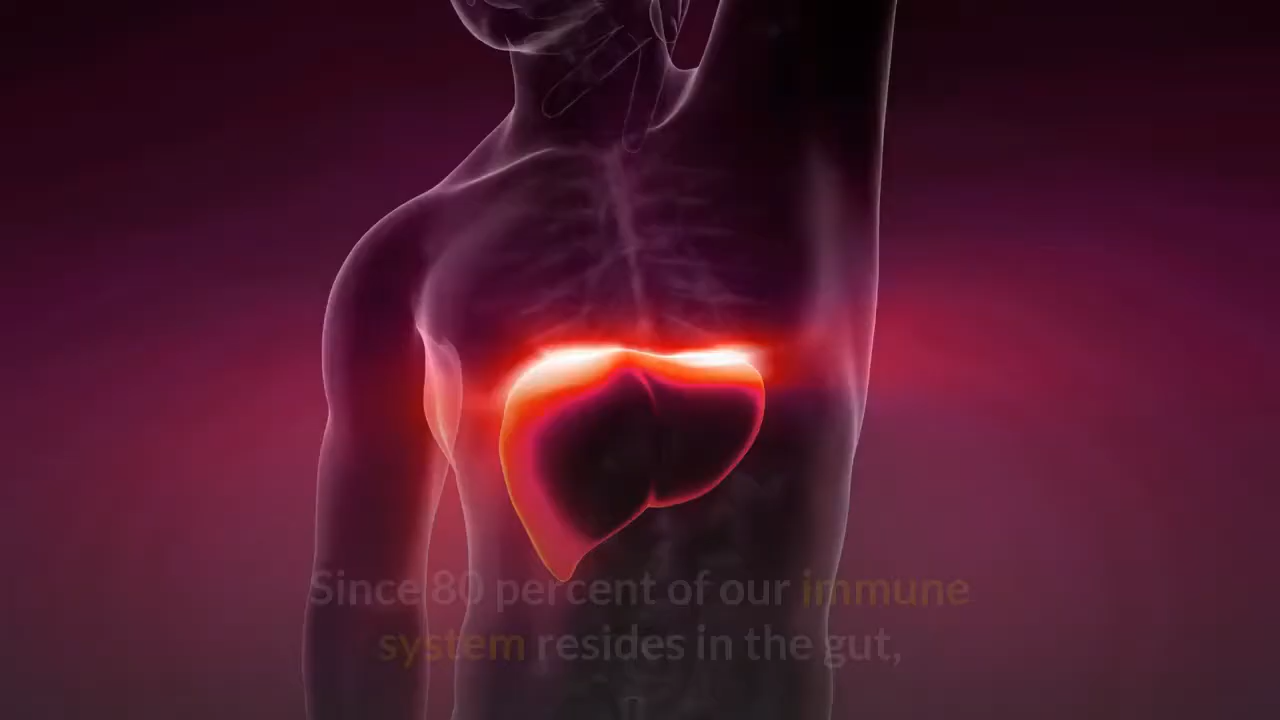 Since 80 percent of our immune
system resides in the gut,